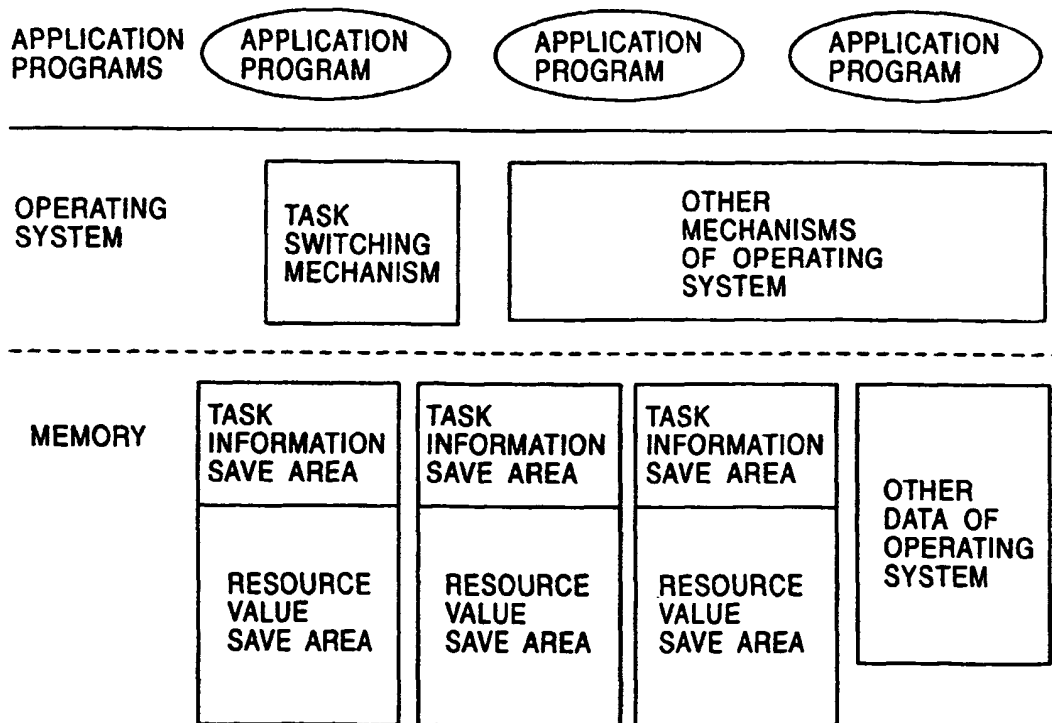 APPLICATION
PROGRAMS
APPLICATION
PROGRAM
APPLICATION
PROGRAM
APPLICATION
PROGRAM
OPERATING
SYSTEM
TASK
SWITCHING
MECHANISM
OTHER
MECHANISMS
OF OPERATING
SYSTEM
MEMORY
TASK
INFORMATION
SAVE AREA
RESOURCE
VALUE
SAVE AREA
TASK
INFORMATION
SAVE AREA
RESOURCE
VALUE
SAVE AREA
TASK
INFORMATION
SAVE AREA
RESOURCE
VALUE
SAVE AREA
OTHER
DATA OF
OPERATING
SYSTEM